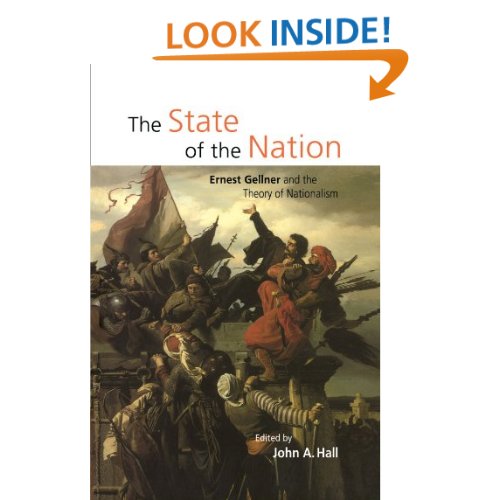 LOOK INSIDE!
The State
of the Nation
Ernest Gellner and the
Theory of Nationalism
Edited by
John A. Hall